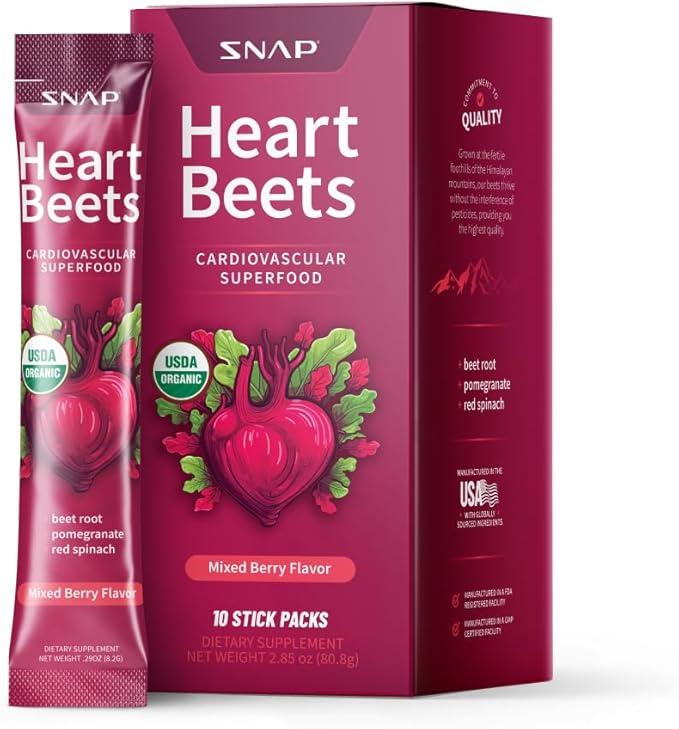 SNAP
Heart
Beets
CARDIOVASCULAR
SUPERFOOD
USDA
ORGANIC
beet root
pomegranate
red spinach
Mixed Berry Flavor
DIETARY SUPPLEMENT
NET WEIGHT .29OZ (8.2G)
SNAP
Heart
Beets
CARDIOVASCULAR
SUPERFOOD
USDA
ORGANIC
Mixed Berry Flavor
10 STICK PACKS
DIETARY SUPPLEMENT
NET WEIGHT 2.85 oz (80.8g)
COMMITMENT TO
QUALITY
Grown at the fertile
foothills of the Himalayan
mountains, our beets thrive
without the interference of
pesticides, providing you
the highest quality.
+ beet root
+ pomegranate
+ red spinach
MANUFACTURED IN THE
USA
WITH GLOBALLY
SOURCED INGREDIENTS
MANUFACTURED IN A FDA
REGISTERED FACILITY
MANUFACTURED IN A GMP
CERTIFIED FACILITY